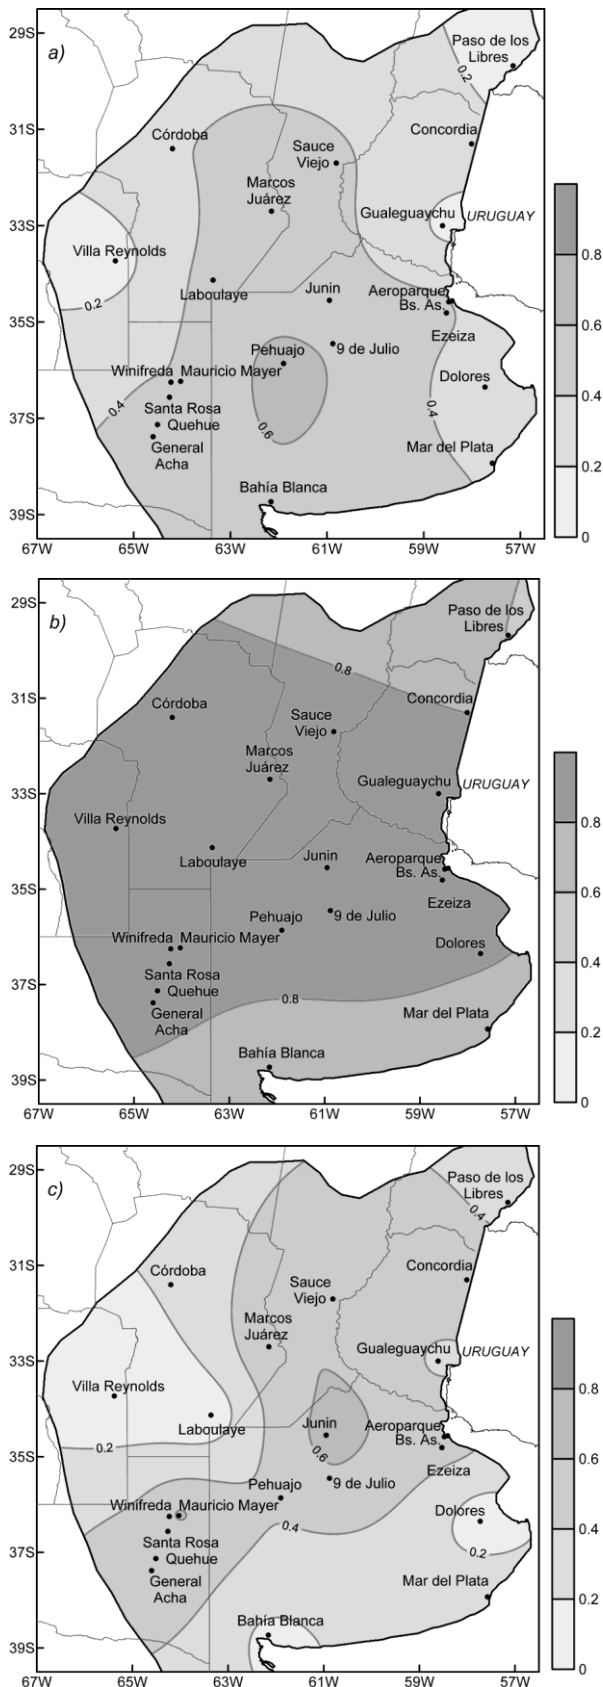 a)
29S
31S
33S
35S
37S
39S
67W
65W
63W
61W
59W
57W
Paso de los
Libres
0.2
Córdoba
Concordia
Sauce
Viejo
Marcos
Juárez
Gualeguaychu
URUGUAY
Villa Reynolds
0.2
Laboulaye
Junin
Aeroparque
Bs. As.
Ezeiza
Pehuajo
9 de Julio
Winifreda
Mauricio Mayer
Dolores
0.4
Santa Rosa
0.4
Quehue
0.6
General
Acha
Mar del Plata
Bahía Blanca
0.8
0.6
0.4
0.2
0
b)
29S
31S
33S
35S
37S
39S
67W
65W
63W
61W
59W
57W
Paso de los
Libres
0.8
Córdoba
Concordia
Sauce
Viejo
Marcos
Juárez
Gualeguaychu
URUGUAY
Villa Reynolds
Laboulaye
Junin
Aeroparque
Bs. As.
Ezeiza
Pehuajo
9 de Julio
Winifreda
Mauricio Mayer
Dolores
Santa Rosa
Quehue
0.8
General
Acha
Mar del Plata
Bahía Blanca
0.8
0.6
0.4
0.2
0
c)
29S
31S
33S
35S
37S
39S
67W
65W
63W
61W
59W
57W
Paso de los
Libres
0.4
Córdoba
Concordia
Sauce
Viejo
Marcos
Juárez
Gualeguaychu
URUGUAY
Villa Reynolds
Laboulaye
Junin
Aeroparque
Bs. As.
0.2
0.6
Ezeiza
Pehuajo
9 de Julio
Winifreda
Mauricio Mayer
Dolores
0.4
Santa Rosa
0.2
Quehue
General
Acha
Mar del Plata
Bahía Blanca
0.8
0.6
0.4
0.2
0